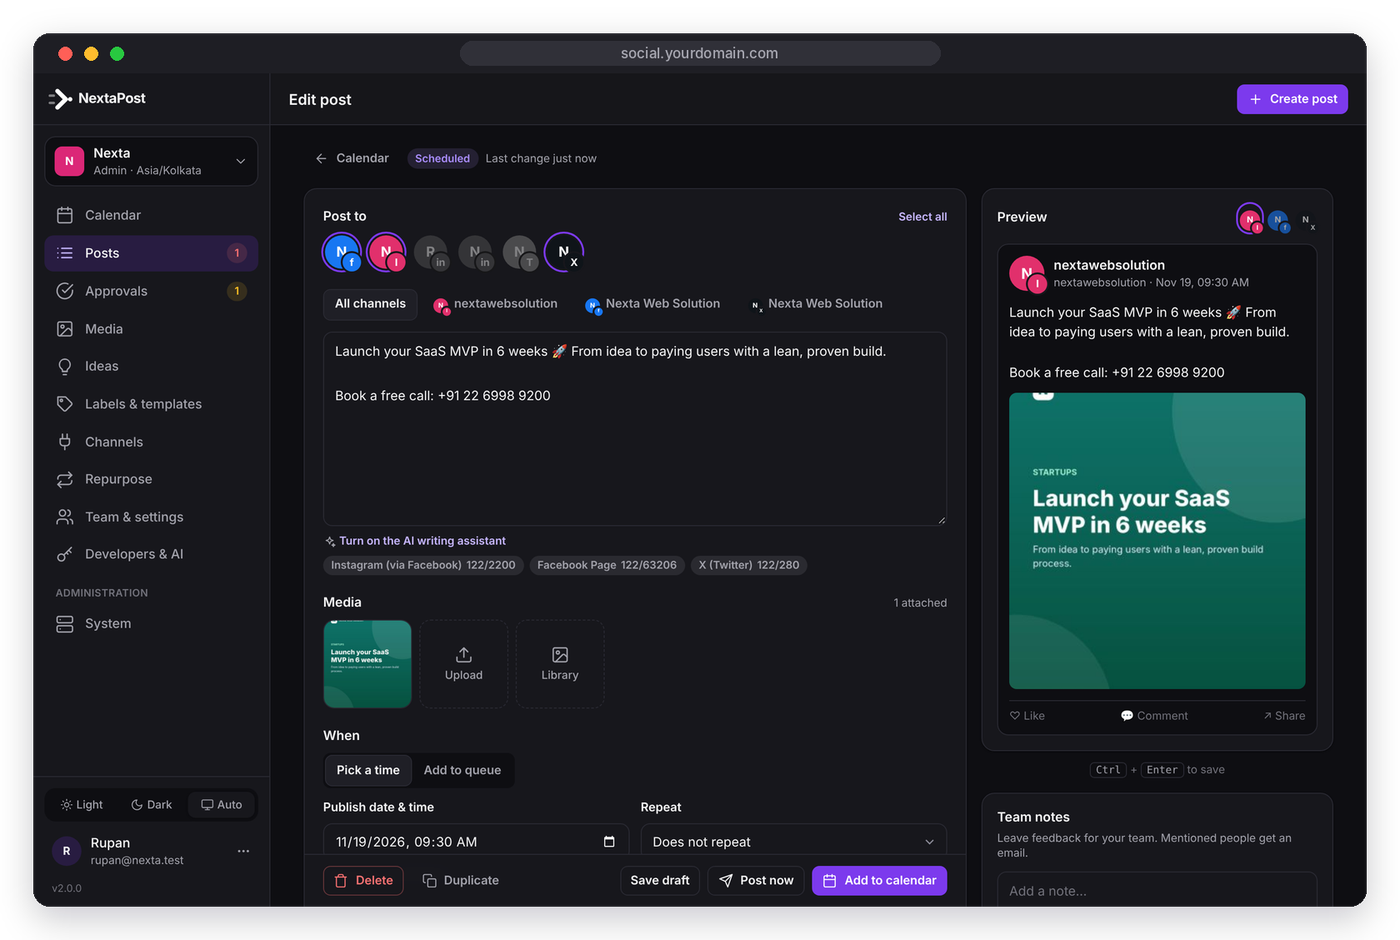 social.yourdomain.com
NextaPost
Edit post
+ Create post
N
Nexta
Admin · Asia/Kolkata
Calendar
Posts 1
Approvals 1
Media
Ideas
Labels & templates
Channels
Repurpose
Team & settings
Developers & AI
ADMINISTRATION
System
Light Dark Auto
R
Rupan
rupan@nexta.test
v2.0.0
← Calendar Scheduled Last change just now
Post to Select all
N f N I R in N in N T N X
All channels nextawebsolution Nexta Web Solution Nexta Web Solution
Launch your SaaS MVP in 6 weeks 🚀 From idea to paying users with a lean, proven build.
Book a free call: +91 22 6998 9200
Turn on the AI writing assistant
Instagram (via Facebook) 122/2200 Facebook Page 122/63206 X (Twitter) 122/280
Media 1 attached
Launch your SaaS
MVP in 6 weeks
Upload
Library
When
Pick a time Add to queue
Publish date & time Repeat
11/19/2026, 09:30 AM Does not repeat
Delete Duplicate Save draft Post now Add to calendar
Preview
N I N f N X
N I
nextawebsolution
nextawebsolution · Nov 19, 09:30 AM
Launch your SaaS MVP in 6 weeks 🚀 From
idea to paying users with a lean, proven build.
Book a free call: +91 22 6998 9200
STARTUPS
Launch your SaaS
MVP in 6 weeks
From idea to paying users with a lean, proven build
process.
♡ Like 💬 Comment ↗ Share
Ctrl + Enter to save
Team notes
Leave feedback for your team. Mentioned people get an
email.
Add a note...